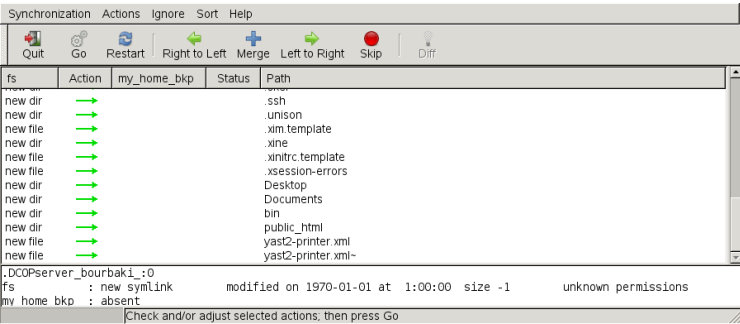 Synchronization Actions Ignore Sort Help
Quit Go Restart Right to Left Merge Left to Right Skip Diff
fs Action my_home_bkp Status Path
new dir .ssh
new dir .unison
new file .xim.template
new dir .xine
new file .xinitrc.template
new file .xsession-errors
new dir Desktop
new dir Documents
new dir bin
new dir public_html
new file yast2-printer.xml
new file yast2-printer.xml~
.DCOPserver_bourbaki_:0
fs : new symlink modified on 1970-01-01 at 1:00:00 size -1 unknown permissions
my_home_bkp : absent
Check and/or adjust selected actions; then press Go